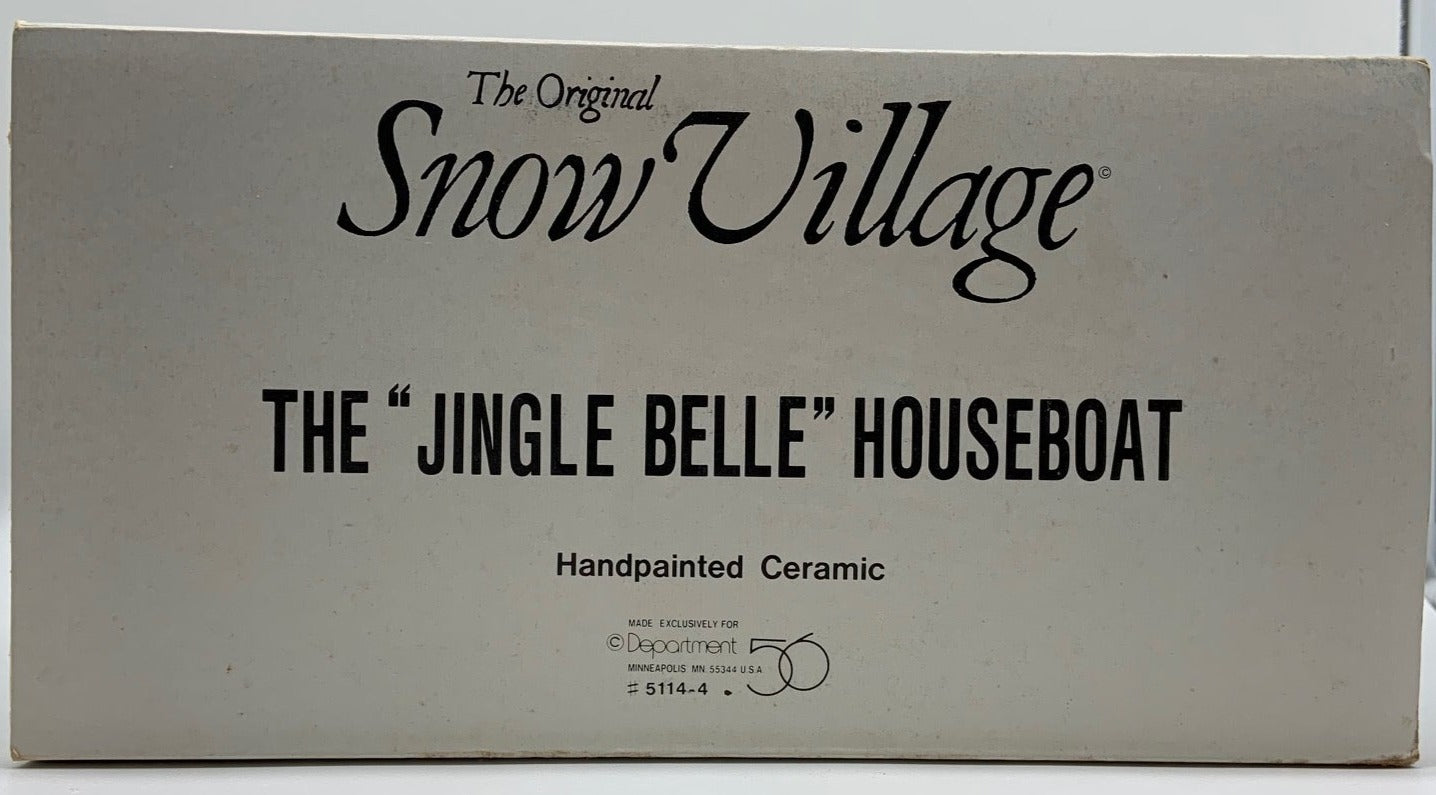 The Original
Snow Village©
THE “JINGLE BELLE” HOUSEBOAT
Handpainted Ceramic
MADE EXCLUSIVELY FOR
© Department 56
MINNEAPOLIS MN 55344 U.S.A
# 5114-4